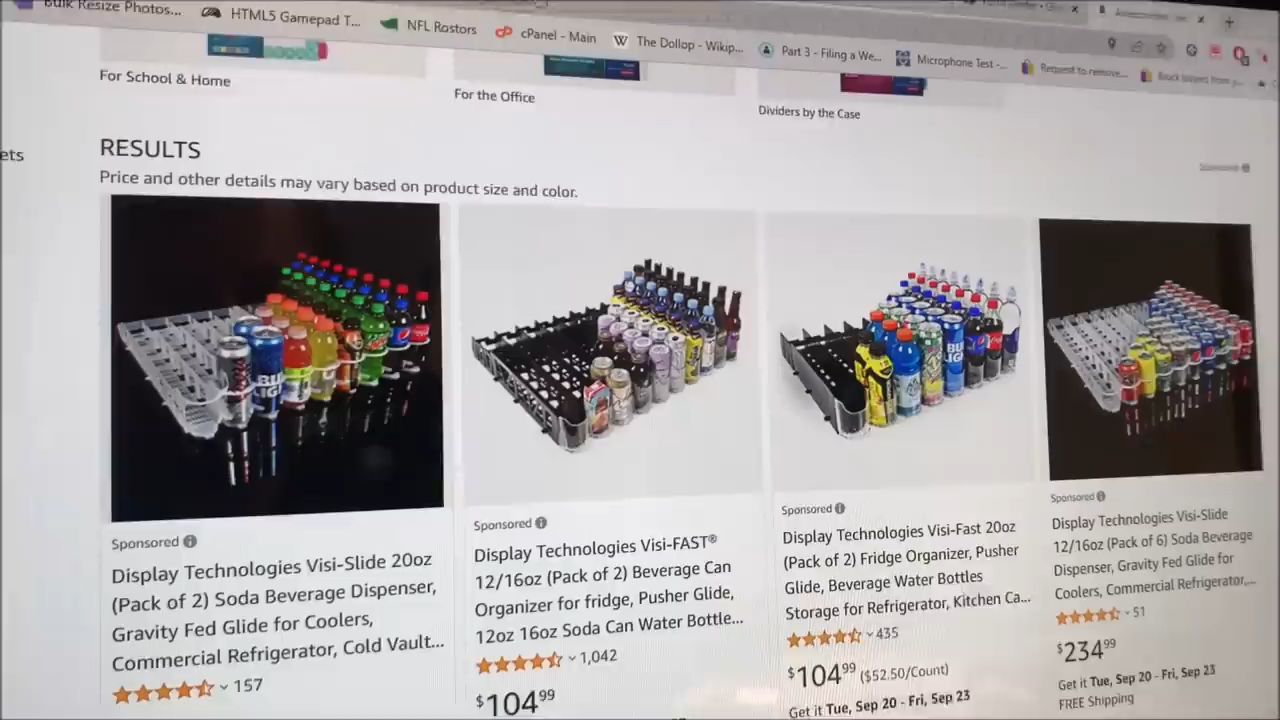 Bulk Resize Photos...
HTML5 Gamepad T...
NFL Rostors
cPanel - Main
The Dollop - Wikip...
Part 3 - Filing a We...
Microphone Test -...
Request to remove...
For School & Home
For the Office
Dividers by the Case
ets
RESULTS
Price and other details may vary based on product size and color.
Sponsored
BUD
LIGHT
Sponsored
Display Technologies Visi-Slide 20oz
(Pack of 2) Soda Beverage Dispenser,
Gravity Fed Glide for Coolers,
Commercial Refrigerator, Cold Vault...
157
Sponsored
Display Technologies Visi-FAST®
12/16oz (Pack of 2) Beverage Can
Organizer for fridge, Pusher Glide,
12oz 16oz Soda Can Water Bottle...
1,042
$104.99
Sponsored
Display Technologies Visi-Fast 20oz
(Pack of 2) Fridge Organizer, Pusher
Glide, Beverage Water Bottles
Storage for Refrigerator, Kitchen Ca...
435
$104.99 ($52.50/Count)
Get it Tue, Sep 20 - Fri, Sep 23
Sponsored
Display Technologies Visi-Slide
12/16oz (Pack of 6) Soda Beverage
Dispenser, Gravity Fed Glide for
Coolers, Commercial Refrigerator,...
51
$234.99
Get it Tue, Sep 20 - Fri, Sep 23
FREE Shipping